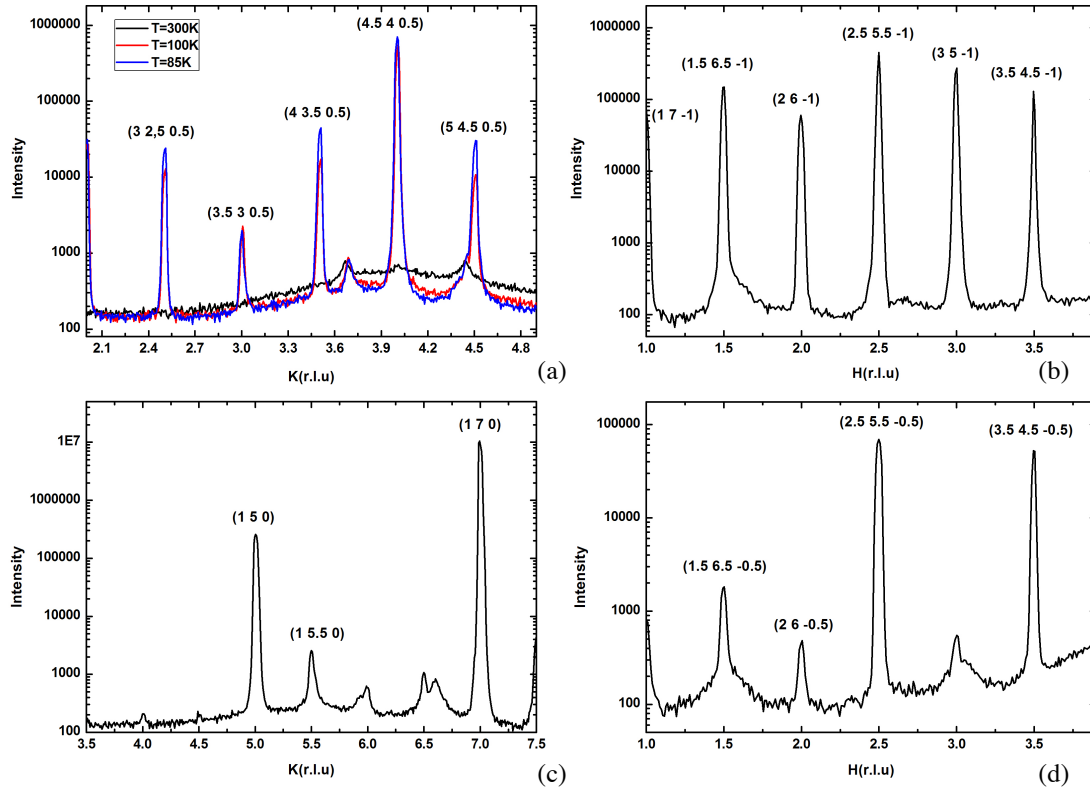 T=300K
T=100K
T=85K
(3 2,5 0.5)
(3.5 3 0.5)
(4 3.5 0.5)
(4.5 4 0.5)
(5 4.5 0.5)
1000000
100000
10000
1000
100
Intensity
2.1 2.4 2.7 3.0 3.3 3.6 3.9 4.2 4.5 4.8
K(r.l.u)
(a)
(1 7 -1)
(1.5 6.5 -1)
(2 6 -1)
(2.5 5.5 -1)
(3 5 -1)
(3.5 4.5 -1)
1000000
100000
10000
1000
100
Intensity
1.0 1.5 2.0 2.5 3.0 3.5
H(r.l.u)
(b)
(1 5 0)
(1 5.5 0)
(1 7 0)
1E7
1000000
100000
10000
1000
100
Intensity
3.5 4.0 4.5 5.0 5.5 6.0 6.5 7.0 7.5
K(r.l.u)
(c)
(1.5 6.5 -0.5)
(2 6 -0.5)
(2.5 5.5 -0.5)
(3.5 4.5 -0.5)
100000
10000
1000
100
Intensity
1.0 1.5 2.0 2.5 3.0 3.5
H(r.l.u)
(d)